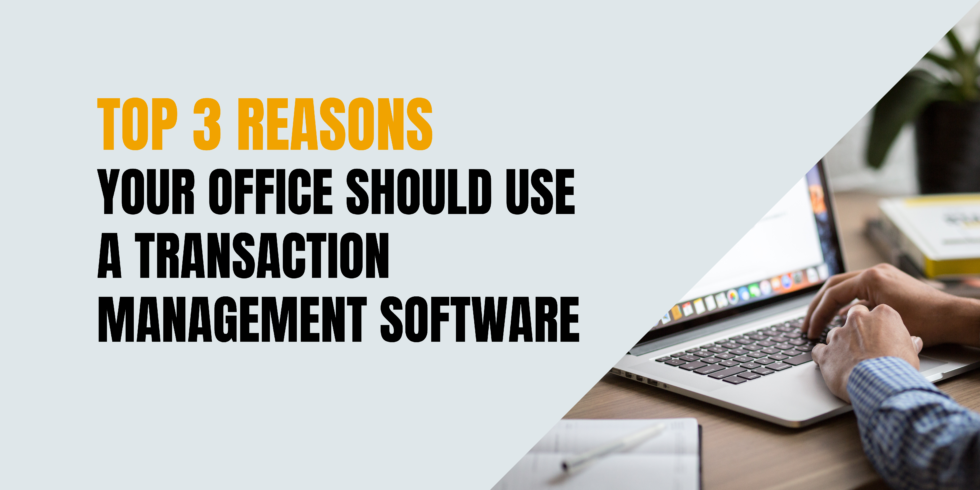 TOP 3 REASONS
YOUR OFFICE SHOULD USE
A TRANSACTION
MANAGEMENT SOFTWARE